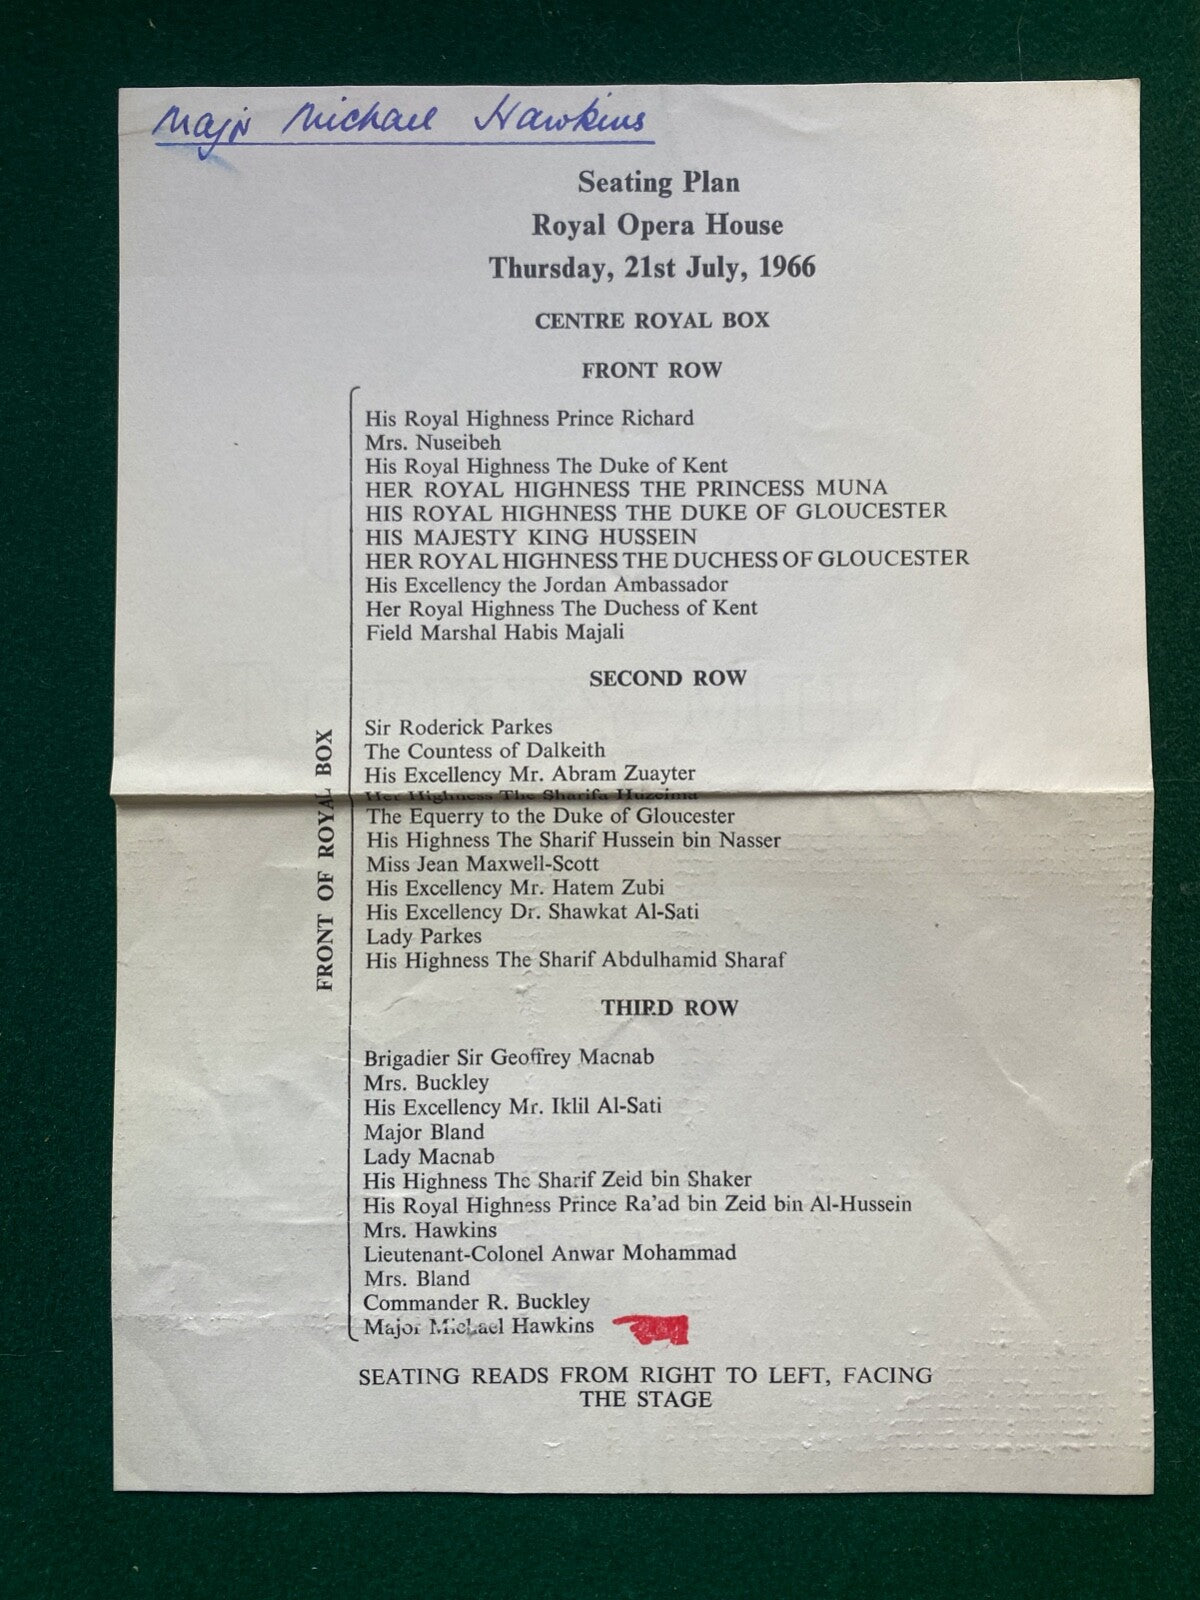 Major Michael Hawkins
Seating Plan
Royal Opera House
Thursday, 21st July, 1966
CENTRE ROYAL BOX
FRONT ROW
His Royal Highness Prince Richard
Mrs. Nuseibeh
His Royal Highness The Duke of Kent
HER ROYAL HIGHNESS THE PRINCESS MUNA
HIS ROYAL HIGHNESS THE DUKE OF GLOUCESTER
HIS MAJESTY KING HUSSEIN
HER ROYAL HIGHNESS THE DUCHESS OF GLOUCESTER
His Excellency the Jordan Ambassador
Her Royal Highness The Duchess of Kent
Field Marshal Habis Majali
SECOND ROW
Sir Roderick Parkes
The Countess of Dalkeith
His Excellency Mr. Abram Zuayter
Her Highness The Sharifa Huzeima
The Equerry to the Duke of Gloucester
His Highness The Sharif Hussein bin Nasser
Miss Jean Maxwell-Scott
His Excellency Mr. Hatem Zubi
His Excellency Dr. Shawkat Al-Sati
Lady Parkes
His Highness The Sharif Abdulhamid Sharaf
FRONT OF ROYAL BOX
THIRD ROW
Brigadier Sir Geoffrey Macnab
Mrs. Buckley
His Excellency Mr. Iklil Al-Sati
Major Bland
Lady Macnab
His Highness The Sharif Zeid bin Shaker
His Royal Highness Prince Ra'ad bin Zeid bin Al-Hussein
Mrs. Hawkins
Lieutenant-Colonel Anwar Mohammad
Mrs. Bland
Commander R. Buckley
Major Michael Hawkins
SEATING READS FROM RIGHT TO LEFT, FACING
THE STAGE